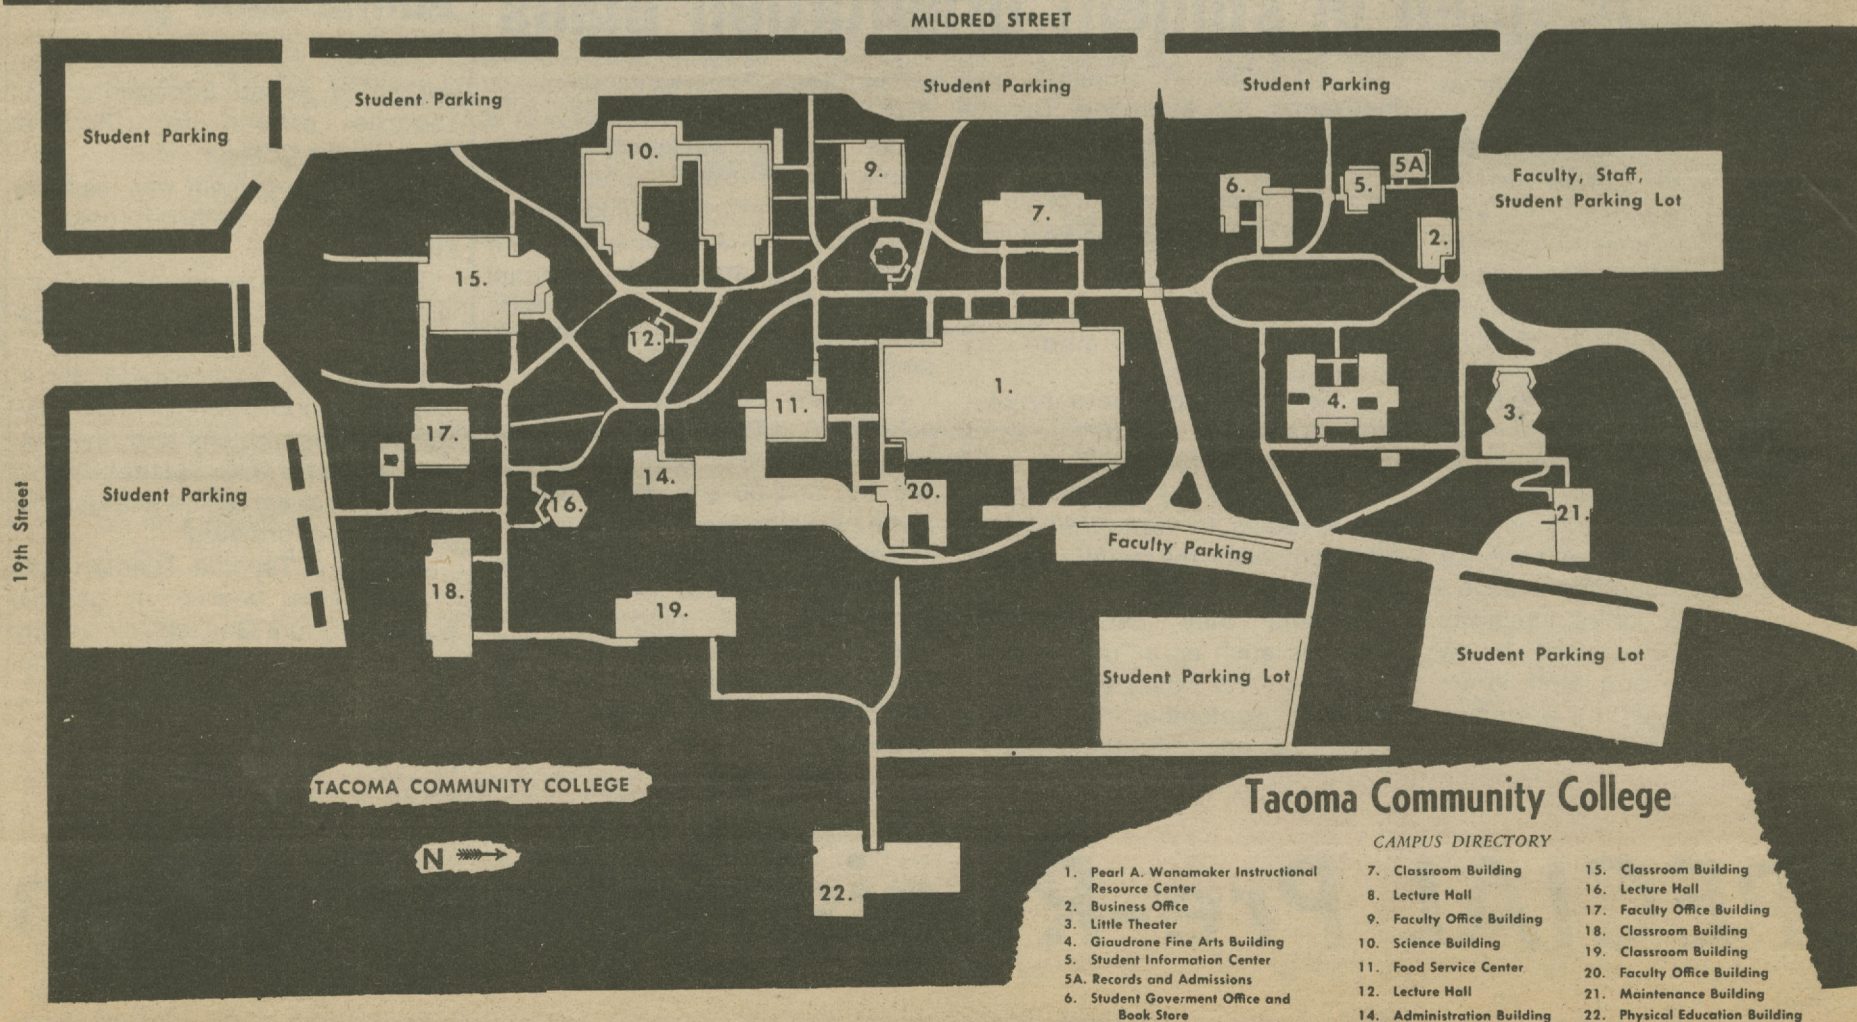 MILDRED STREET
Student Parking
Student Parking
Student Parking
Student Parking
10.
9.
7.
6.
5.
5A
2.
Faculty, Staff,
Student Parking Lot
15.
12.
11.
1.
4.
3.
17.
14.
16.
20.
21.
Student Parking
19th Street
Faculty Parking
18.
19.
Student Parking Lot
Student Parking Lot
TACOMA COMMUNITY COLLEGE
N
22.
Tacoma Community College
CAMPUS DIRECTORY
1. Pearl A. Wanamaker Instructional
Resource Center
2. Business Office
3. Little Theater
4. Giaudrone Fine Arts Building
5. Student Information Center
5A. Records and Admissions
6. Student Goverment Office and
Book Store
7. Classroom Building
8. Lecture Hall
9. Faculty Office Building
10. Science Building
11. Food Service Center
12. Lecture Hall
14. Administration Building
15. Classroom Building
16. Lecture Hall
17. Faculty Office Building
18. Classroom Building
19. Classroom Building
20. Faculty Office Building
21. Maintenance Building
22. Physical Education Building